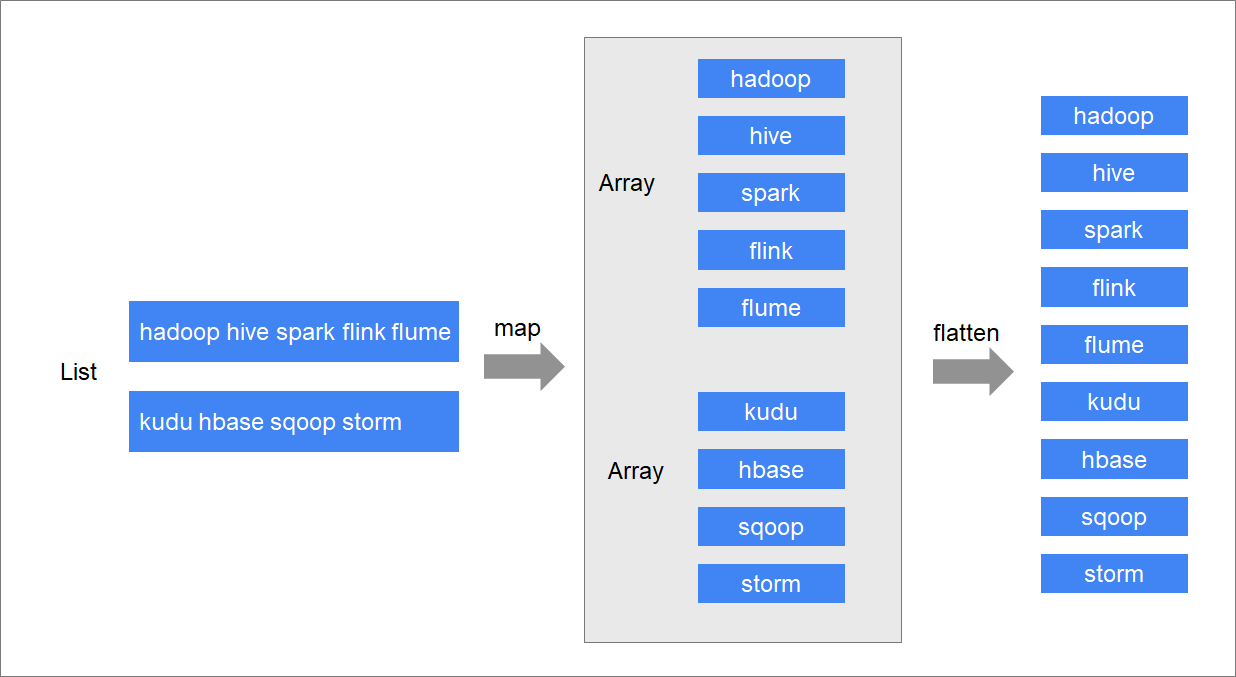 List
hadoop hive spark flink flume
kudu hbase sqoop storm
map
Array
hadoop
hive
spark
flink
flume
Array
kudu
hbase
sqoop
storm
flatten
hadoop
hive
spark
flink
flume
kudu
hbase
sqoop
storm